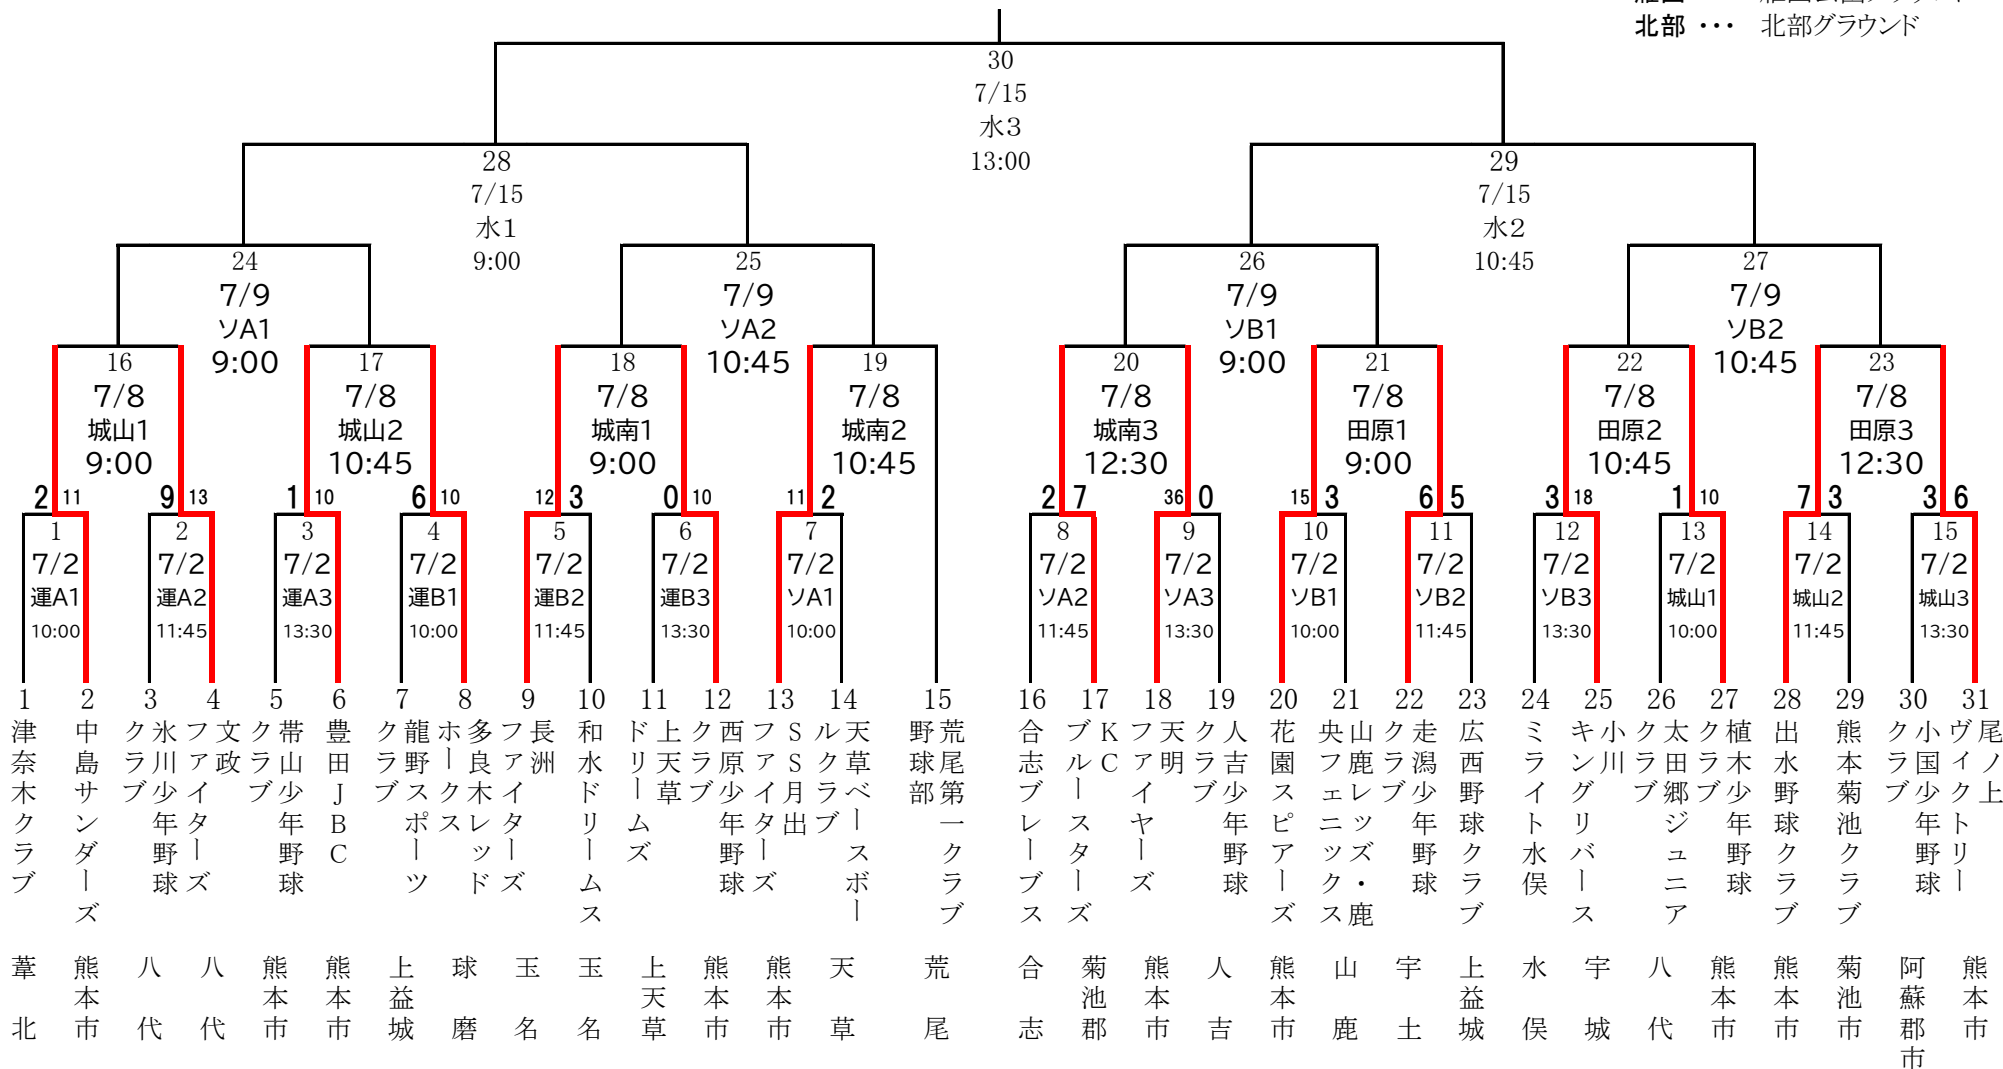 北部 ・・・ 北部グラウンド
30
7/15
水3
13:00
28
7/15
水1
9:00
29
7/15
水2
10:45
24
7/9
ソA1
9:00
25
7/9
ソA2
10:45
26
7/9
ソB1
9:00
27
7/9
ソB2
10:45
16
7/8
城山1
9:00
17
7/8
城山2
10:45
18
7/8
城南1
9:00
19
7/8
城南2
10:45
20
7/8
城南3
12:30
21
7/8
田原1
9:00
22
7/8
田原2
10:45
23
7/8
田原3
12:30
2 11
1
7/2
運A1
10:00
9 13
2
7/2
運A2
11:45
1 10
3
7/2
運A3
13:30
6 10
4
7/2
運B1
10:00
12 3
5
7/2
運B2
11:45
0 10
6
7/2
運B3
13:30
11 2
7
7/2
ソA1
10:00
2 7
8
7/2
ソA2
11:45
36 0
9
7/2
ソA3
13:30
15 3
10
7/2
ソB1
10:00
6 5
11
7/2
ソB2
11:45
3 18
12
7/2
ソB3
13:30
1 10
13
7/2
城山1
10:00
7 3
14
7/2
城山2
11:45
3 6
15
7/2
城山3
13:30
1
津奈木クラブ
葦北
2
中島サンダーズ
熊本市
3
氷川少年野球
クラブ
八代
4
文政
ファイターズ
八代
5
帯山少年野球
クラブ
熊本市
6
豊田JBC
熊本市
7
龍野スポーツ
クラブ
上益城
8
多良木レッド
ホークス
球磨
9
長洲
ファイターズ
玉名
10
和水ドリームス
玉名
11
上天草
ドリームズ
上天草
12
西原少年野球
クラブ
熊本市
13
SS月出
ファイターズ
熊本市
14
天草ベースボー
ルクラブ
天草
15
荒尾第一クラブ
野球部
荒尾
16
合志ブレーブス
合志
17
KC
ブルースターズ
菊池郡
18
天明
ファイヤーズ
熊本市
19
人吉少年野球
クラブ
人吉
20
花園スピアーズ
熊本市
21
山鹿レッズ・鹿
央フェニックス
山鹿
22
走潟少年野球
クラブ
宇土
23
広西野球クラブ
上益城
24
ミライト水俣
水俣
25
小川
キングリバース
宇城
26
太田郷ジュニア
クラブ
八代
27
植木少年野球
クラブ
熊本市
28
出水野球クラブ
熊本市
29
熊本菊池クラブ
菊池市
30
小国少年野球
クラブ
阿蘇郡市
31
尾ノ上
ヴィクトリー
熊本市